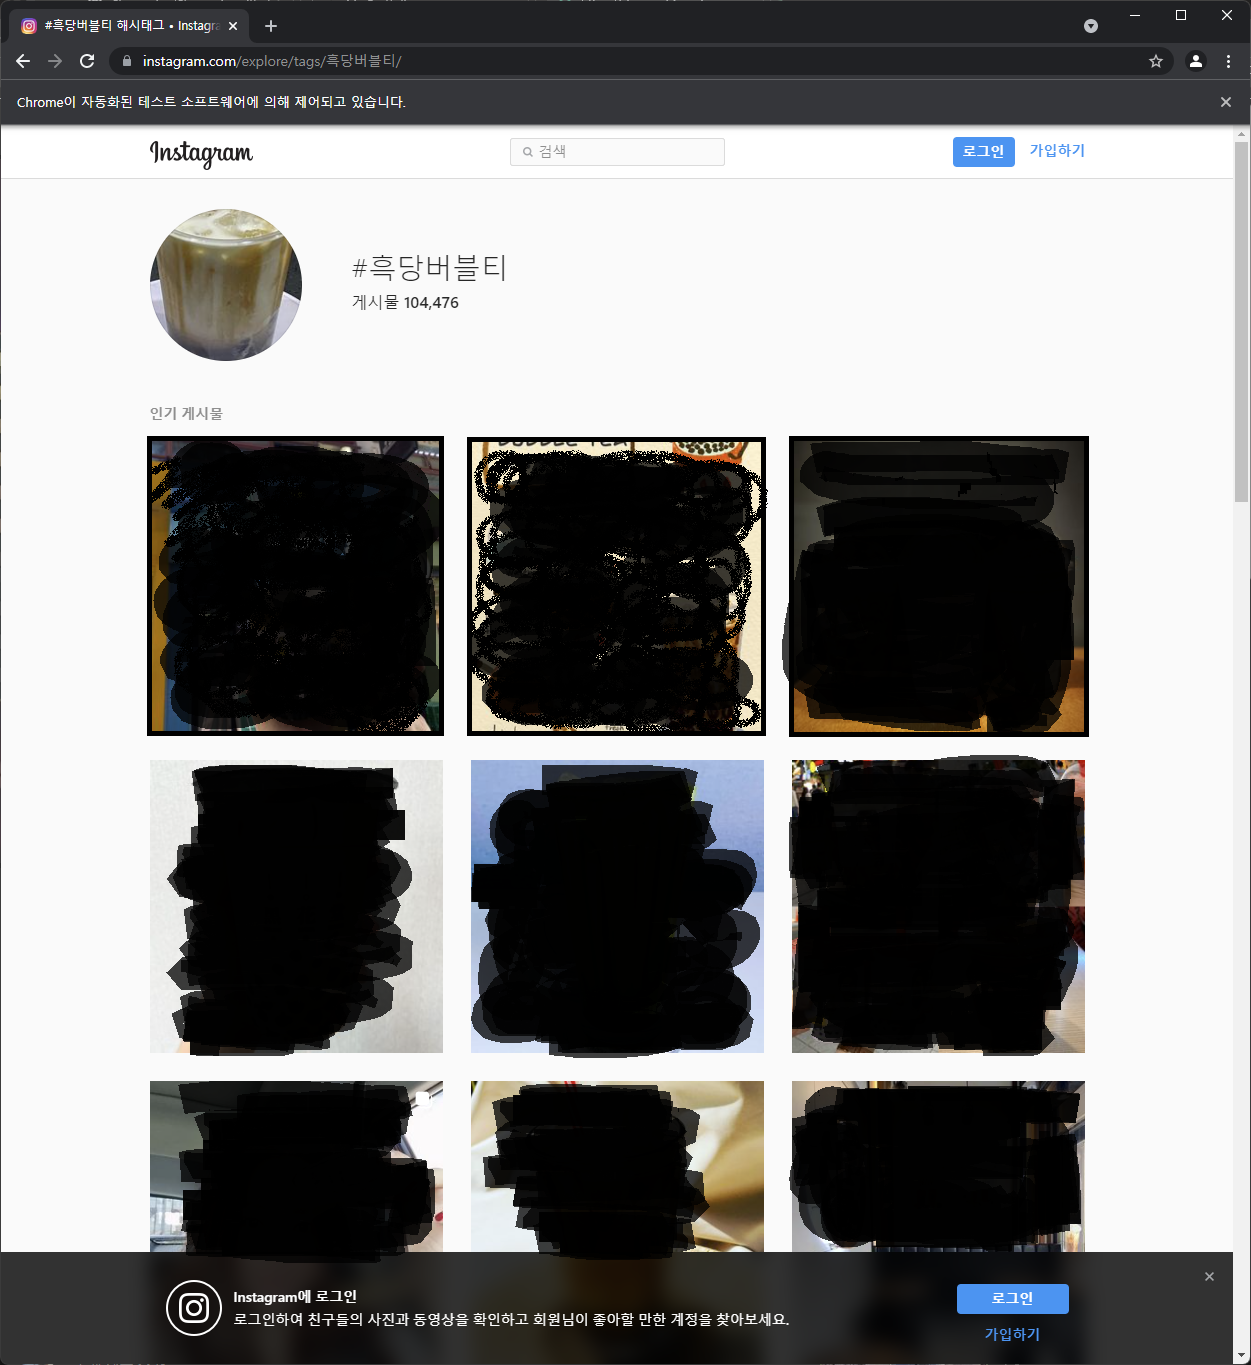 #흑당버블티 해시태그 • Instagra
instagram.com/explore/tags/흑당버블티/
Chrome이 자동화된 테스트 소프트웨어에 의해 제어되고 있습니다.
Instagram
검색
로그인
가입하기
#흑당버블티
게시물 104,476
인기 게시물
BUBBLE TEA
Instagram에 로그인
로그인하여 친구들의 사진과 동영상을 확인하고 회원님이 좋아할 만한 계정을 찾아보세요.
로그인
가입하기